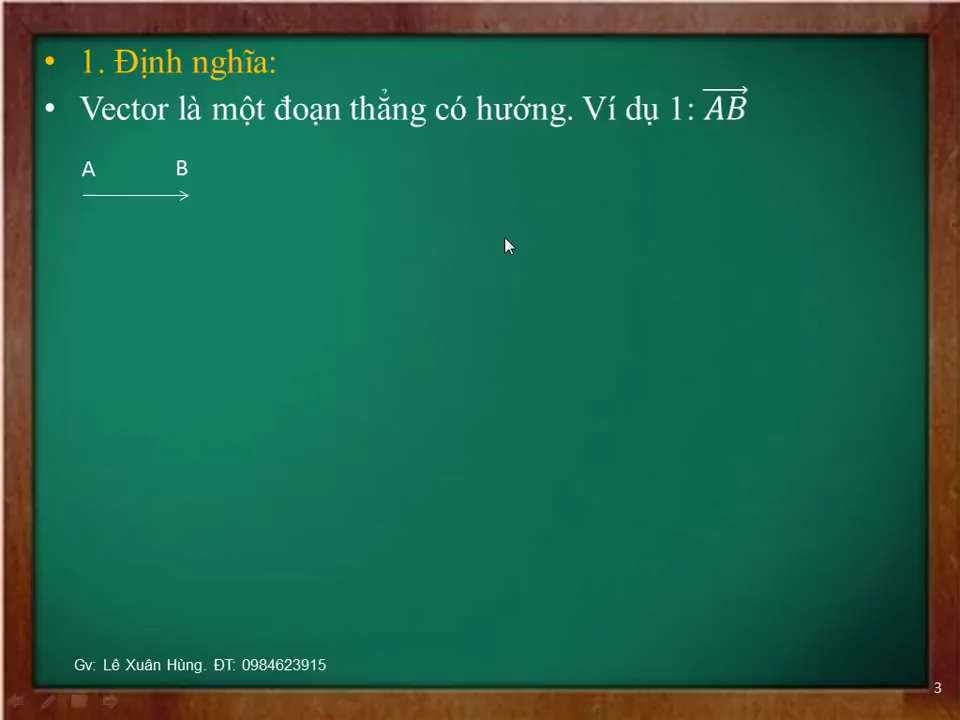 • 1. Định nghĩa:
• Vector là một đoạn thẳng có hướng. Ví dụ 1: $\overrightarrow{AB}$
A B
Gv: Lê Xuân Hùng. ĐT: 0984623915
3